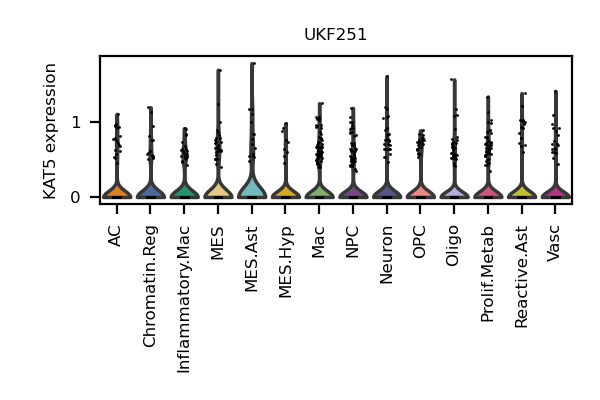 UKF251
KAT5 expression
1
0
AC
Chromatin.Reg
Inflammatory.Mac
MES
MES.Ast
MES.Hyp
Mac
NPC
Neuron
OPC
Oligo
Prolif.Metab
Reactive.Ast
Vasc